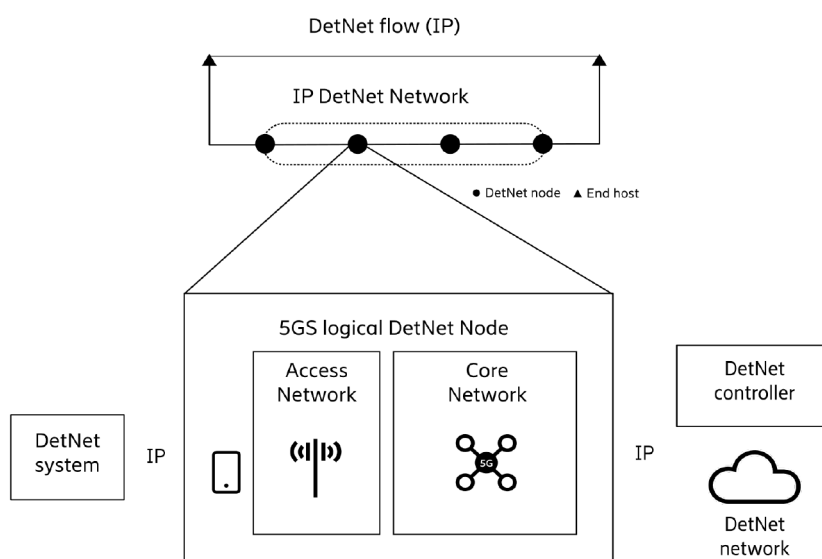 DetNet flow (IP)
IP DetNet Network
DetNet node
End host
5GS logical DetNet Node
Access
Network
Core
Network
5G
DetNet
system
IP
IP
DetNet
controller
DetNet
network